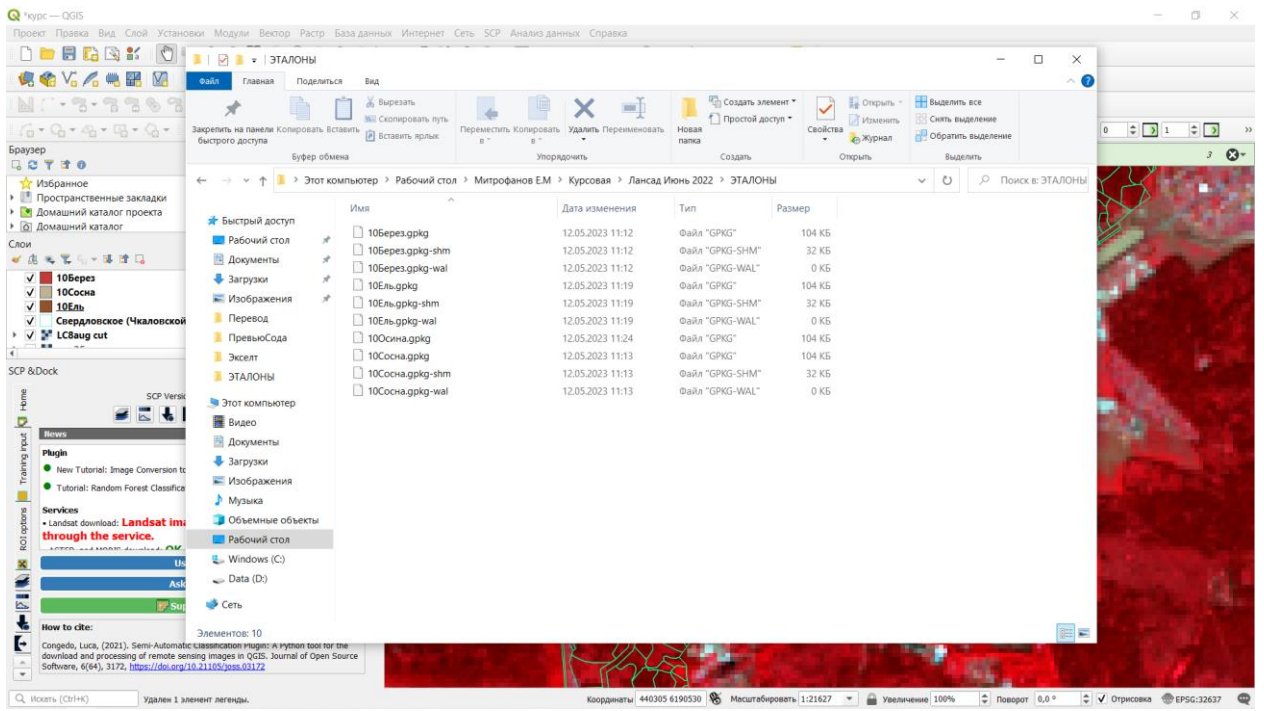 *курс — QGIS
Проект Правка Вид Слой Установки Модули Вектор Растр База данных Интернет Сеть SCP Анализ данных Справка
ЭТАЛОНЫ
Файл Главная Поделиться Вид
Закрепить на панели быстрого доступа
Копировать Вставить
Вырезать
Скопировать путь
Вставить ярлык
Переместить в
Копировать в
Удалить Переименовать
Новая папка
Создать элемент
Простой доступ
Свойства
Открыть
Изменить
Журнал
Выделить все
Снять выделение
Обратить выделение
Буфер обмена Упорядочить Создать Открыть Выделить
Этот компьютер > Рабочий стол > Митрофанов Е.М > Курсовая > Лансад Июнь 2022 > ЭТАЛОНЫ
Поиск в: ЭТАЛОНЫ
0 1
3
Браузер
Избранное
Пространственные закладки
Домашний каталог проекта
Домашний каталог
Слои
10Берез
10Сосна
10Ель
Свердловское (Чкаловской
LC8aug cut
SCP &Dock
Home
Training input
ROI options
SCP Versi
News
Plugin
New Tutorial: Image Conversion to
Tutorial: Random Forest Classifica
Services
• Landsat download: Landsat ima
through the service.
Us
Ask
Sup
How to cite:
Congedo, Luca, (2021). Semi-Automatic Classification Plugin: A Python tool for the
download and processing of remote sensing images in QGIS. Journal of Open Source
Software, 6(64), 3172, https://doi.org/10.21105/joss.03172
Быстрый доступ
Рабочий стол
Документы
Загрузки
Изображения
Перевод
ПревьюСода
Экселт
ЭТАЛОНЫ
Этот компьютер
Видео
Документы
Загрузки
Изображения
Музыка
Объемные объекты
Рабочий стол
Windows (C:)
Data (D:)
Сеть
Имя Дата изменения Тип Размер
10Берез.gpkg 12.05.2023 11:12 Файл "GPKG" 104 КБ
10Берез.gpkg-shm 12.05.2023 11:12 Файл "GPKG-SHM" 32 КБ
10Берез.gpkg-wal 12.05.2023 11:12 Файл "GPKG-WAL" 0 КБ
10Ель.gpkg 12.05.2023 11:19 Файл "GPKG" 104 КБ
10Ель.gpkg-shm 12.05.2023 11:19 Файл "GPKG-SHM" 32 КБ
10Ель.gpkg-wal 12.05.2023 11:19 Файл "GPKG-WAL" 0 КБ
10Осина.gpkg 12.05.2023 11:24 Файл "GPKG" 104 КБ
10Сосна.gpkg 12.05.2023 11:13 Файл "GPKG" 104 КБ
10Сосна.gpkg-shm 12.05.2023 11:13 Файл "GPKG-SHM" 32 КБ
10Сосна.gpkg-wal 12.05.2023 11:13 Файл "GPKG-WAL" 0 КБ
Элементов: 10
Искать (Ctrl+K) Удален 1 элемент легенды. Координаты 440305 6190530 Масштабировать 1:21627 Увеличение 100% Поворот 0,0 ° Отрисовка EPSG:32637